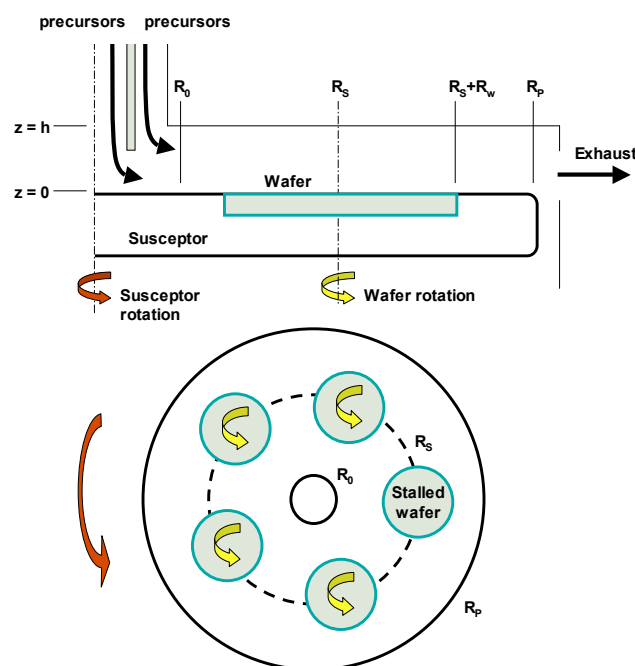 precursors precursors
R0 RS RS+Rw RP
z = h
Exhaust
Wafer
z = 0
Susceptor
Susceptor
rotation
Wafer rotation
RS
R0
Stalled
wafer
RP